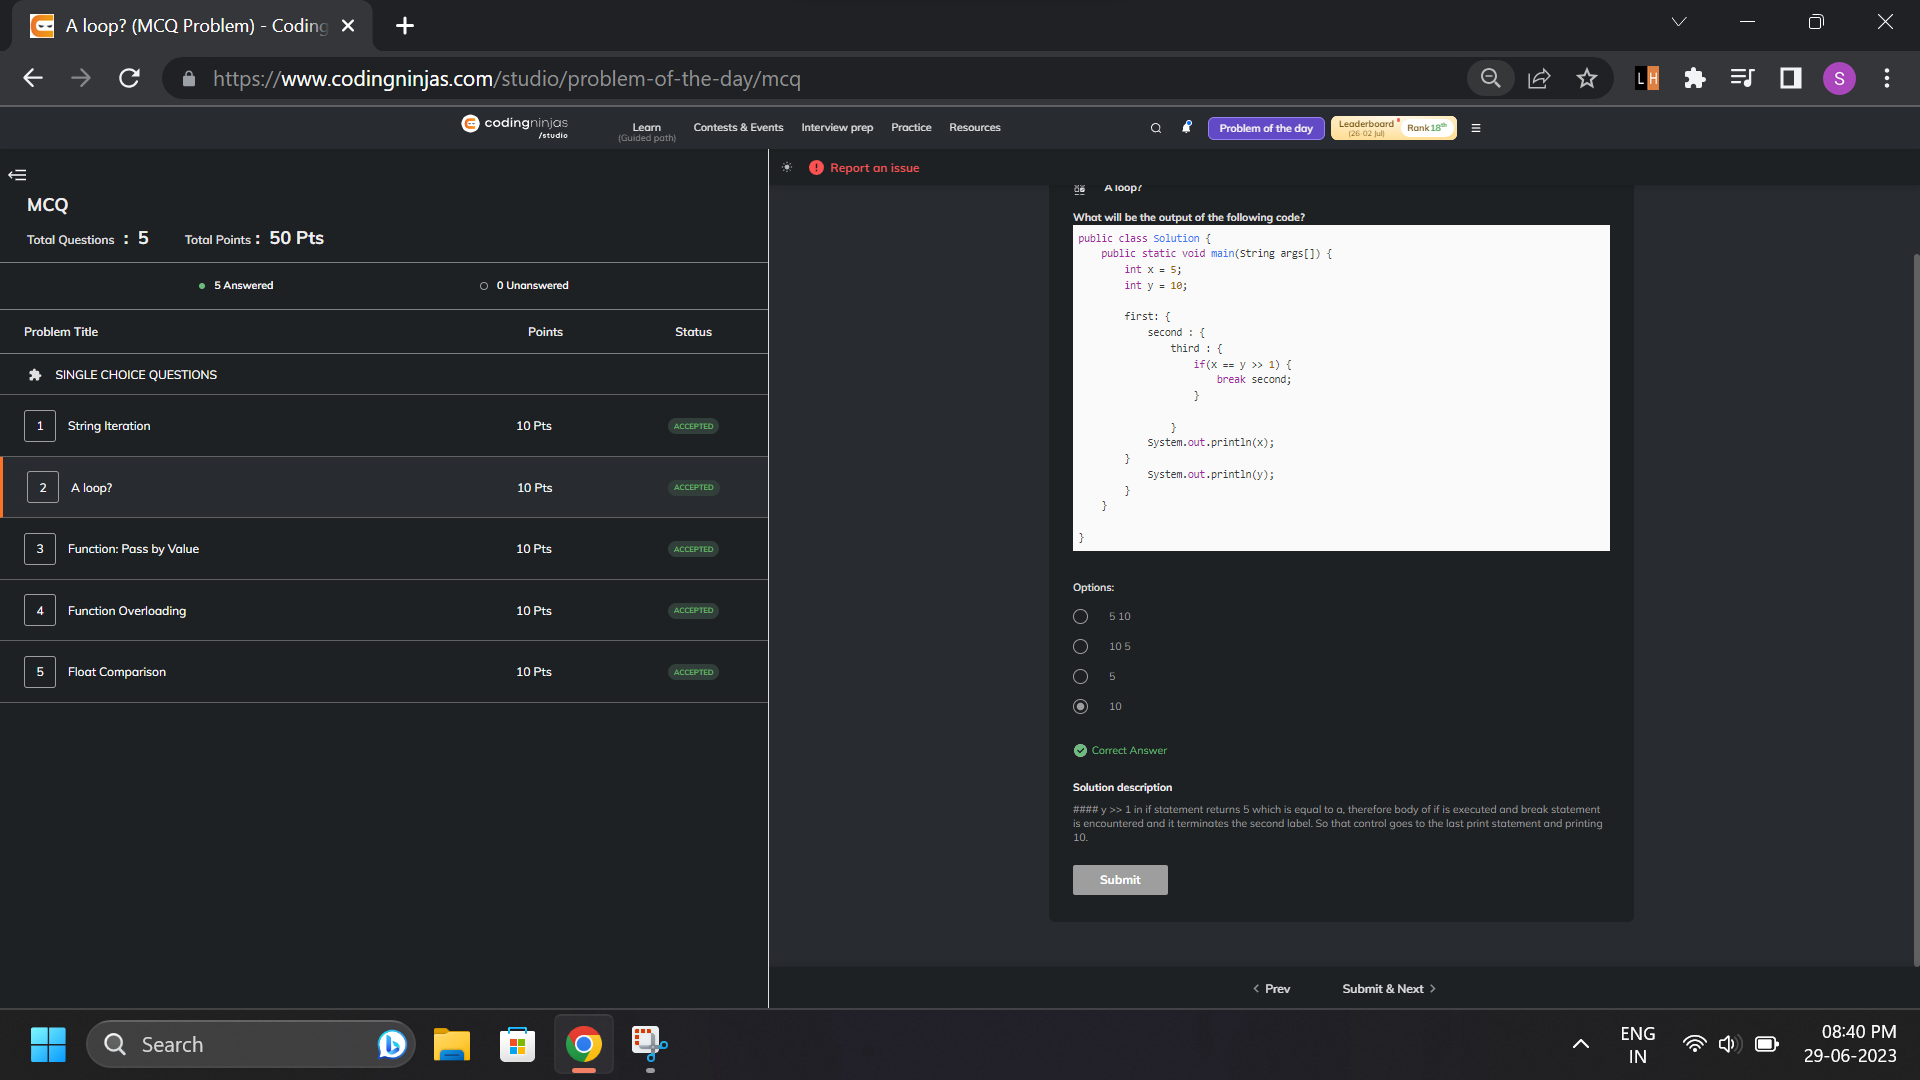 A loop? (MCQ Problem) - Coding
https://www.codingninjas.com/studio/problem-of-the-day/mcq
L H
S
codingninjas
/studio
Learn
(Guided path)
Contests & Events
Interview prep
Practice
Resources
Problem of the day
Leaderboard
(26-02 Jul)
Rank 18th
Report an issue
MCQ
Total Questions : 5
Total Points : 50 Pts
5 Answered
0 Unanswered
Problem Title Points Status
SINGLE CHOICE QUESTIONS
1 String Iteration 10 Pts ACCEPTED
2 A loop? 10 Pts ACCEPTED
3 Function: Pass by Value 10 Pts ACCEPTED
4 Function Overloading 10 Pts ACCEPTED
5 Float Comparison 10 Pts ACCEPTED
A loop?
What will be the output of the following code?
public class Solution {
public static void main(String args[]) {
int x = 5;
int y = 10;
first: {
second : {
third : {
if(x == y >> 1) {
break second;
}
}
System.out.println(x);
}
System.out.println(y);
}
}
}
Options:
5 10
10 5
5
10
Correct Answer
Solution description
#### y >> 1 in if statement returns 5 which is equal to a, therefore body of if is executed and break statement
is encountered and it terminates the second label. So that control goes to the last print statement and printing
10.
Submit
Prev
Submit & Next
Search
ENG
IN
08:40 PM
29-06-2023